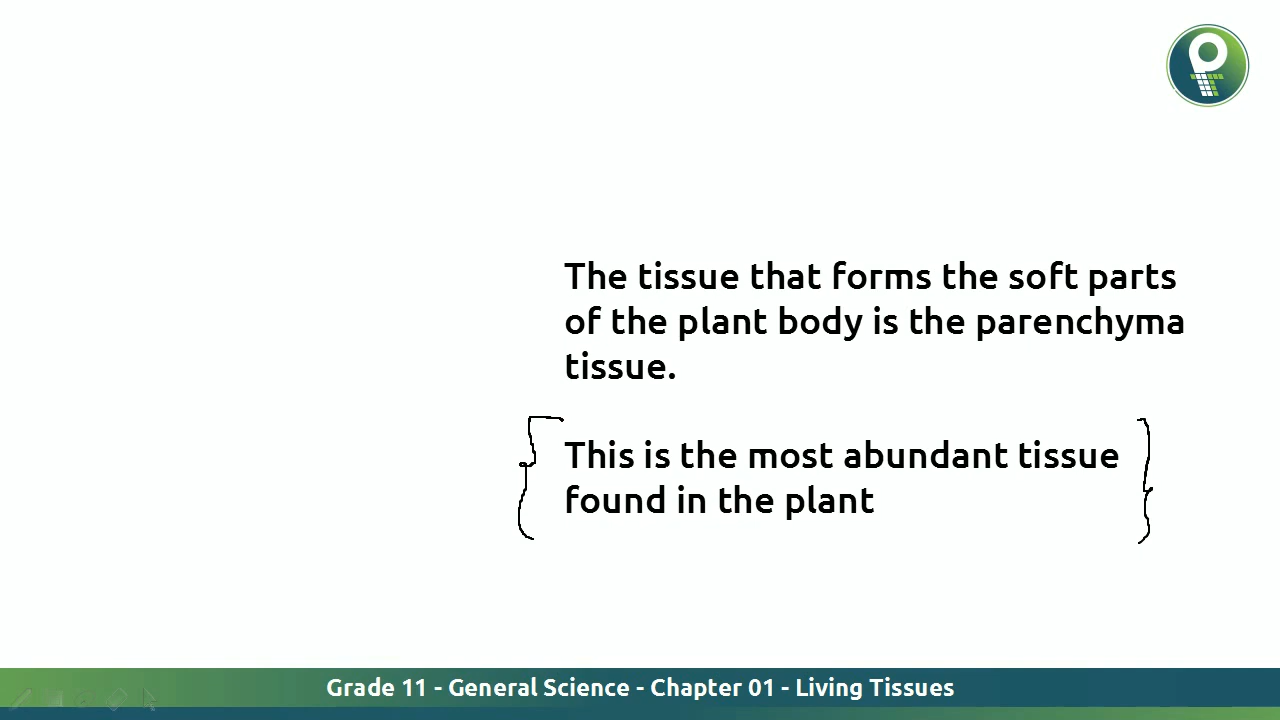 The tissue that forms the soft parts
of the plant body is the parenchyma
tissue.
This is the most abundant tissue
found in the plant
Grade 11 - General Science - Chapter 01 - Living Tissues